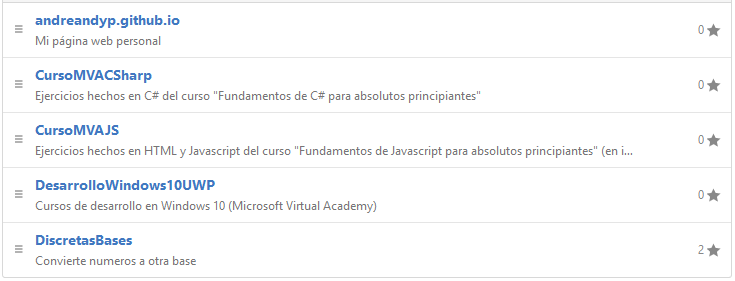 andreandyp.github.io
0
Mi página web personal
CursoMVACSharp
0
Ejercicios hechos en C# del curso "Fundamentos de C# para absolutos principiantes"
CursoMVAJS
0
Ejercicios hechos en HTML y Javascript del curso "Fundamentos de Javascript para absolutos principiantes" (en i...
DesarrolloWindows10UWP
0
Cursos de desarrollo en Windows 10 (Microsoft Virtual Academy)
DiscretasBases
2
Convierte numeros a otra base